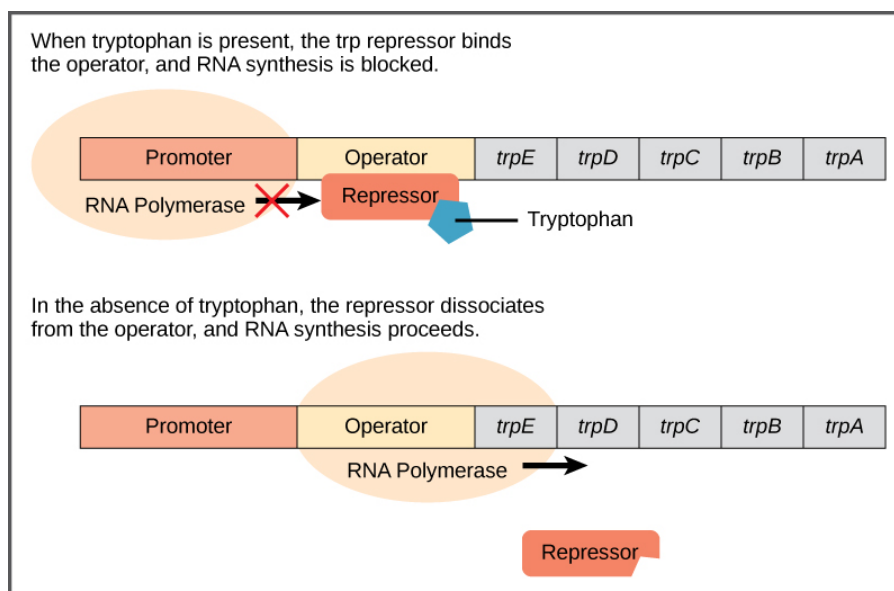 When tryptophan is present, the trp repressor binds
the operator, and RNA synthesis is blocked.
Promoter Operator trpE trpD trpC trpB trpA
RNA Polymerase Repressor
Tryptophan
In the absence of tryptophan, the repressor dissociates
from the operator, and RNA synthesis proceeds.
Promoter Operator trpE trpD trpC trpB trpA
RNA Polymerase
Repressor